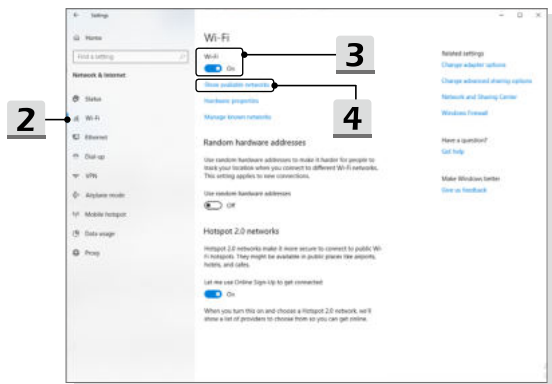 Settings
Home
Find a setting
Network & Internet
Status
Wi-Fi
Ethernet
Dial-up
VPN
Airplane mode
Mobile hotspot
Data usage
Proxy
2
Wi-Fi
Wi-Fi
On
3
Show available networks
4
Hardware properties
Manage known networks
Random hardware addresses
Use random hardware addresses to make it harder for people to
track your location when you connect to different Wi-Fi networks.
This setting applies to new connections.
Use random hardware addresses
Off
Hotspot 2.0 networks
Hotspot 2.0 networks make it more secure to connect to public Wi-
Fi hotspots. They might be available in public places like airports,
hotels, and cafes.
Let me use Online Sign-Up to get connected
On
When you turn this on and choose a Hotspot 2.0 network, we'll
show a list of providers to choose from so you can get online.
Related settings
Change adapter options
Change advanced sharing options
Network and Sharing Center
Windows Firewall
Have a question?
Get help
Make Windows better
Give us feedback